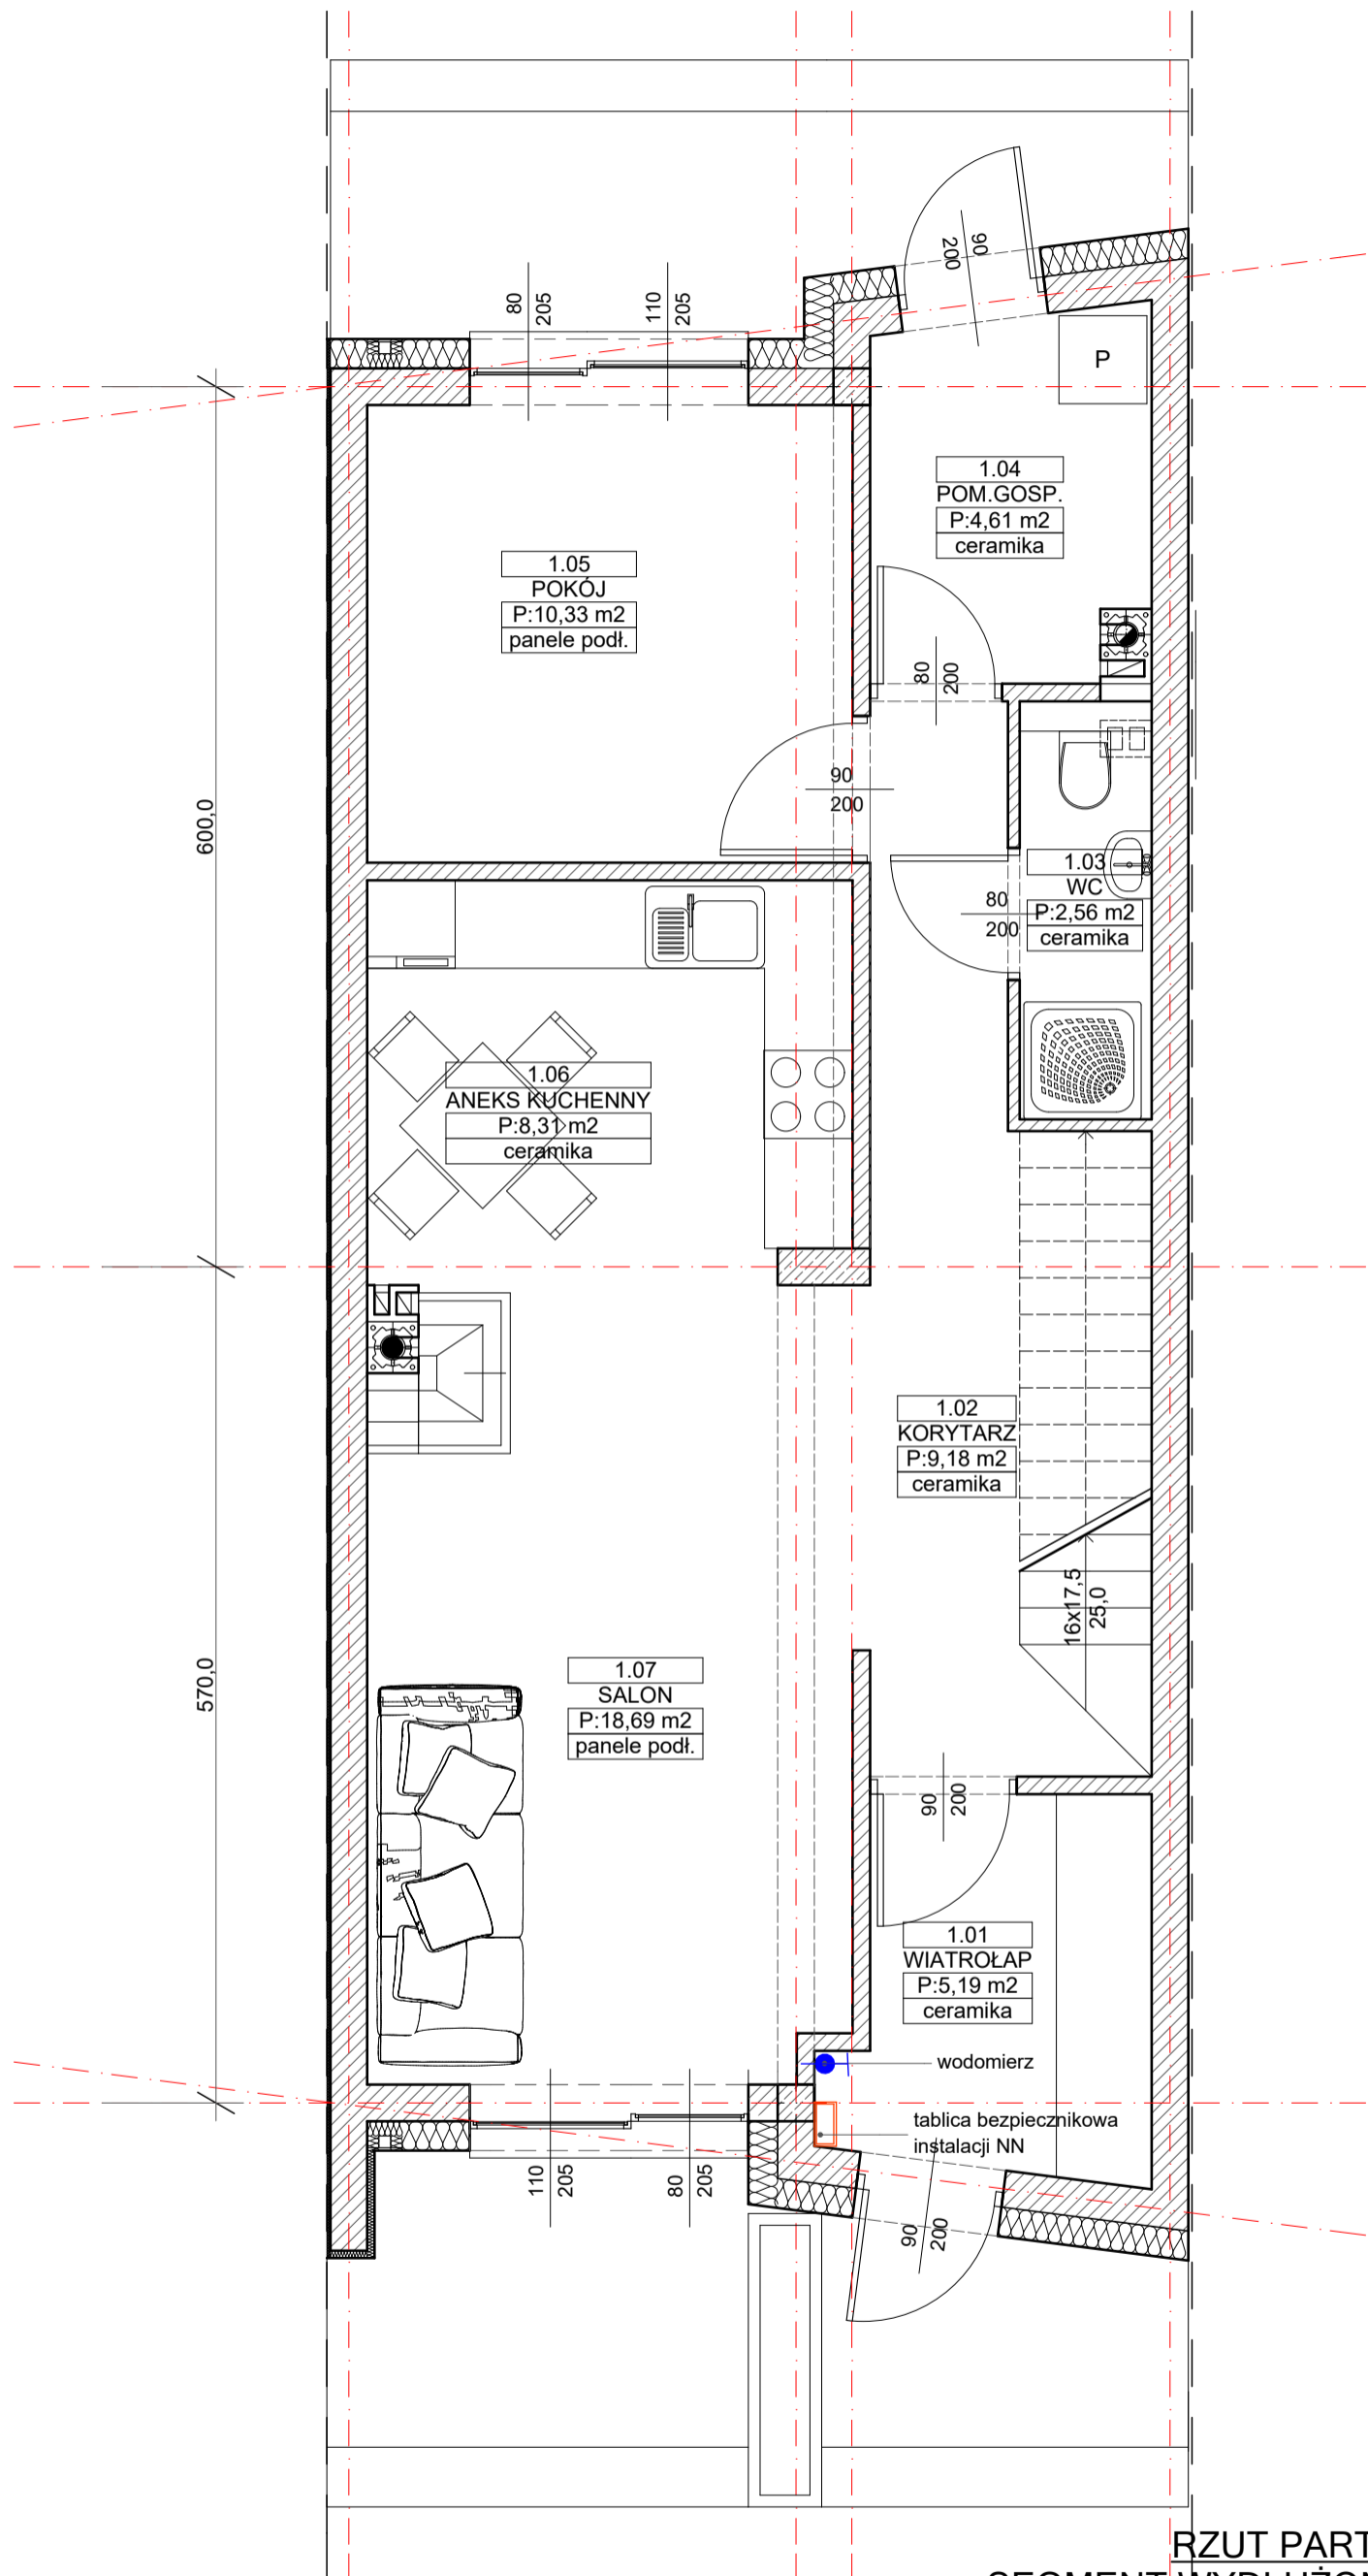 90
200
80
205
110
205
P
1.04
POM.GOSP.
P:4,61 m2
ceramika
1.05
POKÓJ
P:10,33 m2
panele podł.
80
200
90
200
600,0
1.03
WC
P:2,56 m2
ceramika
80
200
1.06
ANEKS KUCHENNY
P:8,31 m2
ceramika
1.02
KORYTARZ
P:9,18 m2
ceramika
16x17,5
25,0
570,0
1.07
SALON
P:18,69 m2
panele podł.
90
200
1.01
WIATROŁAP
P:5,19 m2
ceramika
wodomierz
tablica bezpiecznikowa
instalacji NN
110
205
80
205
90
200
RZUT PART